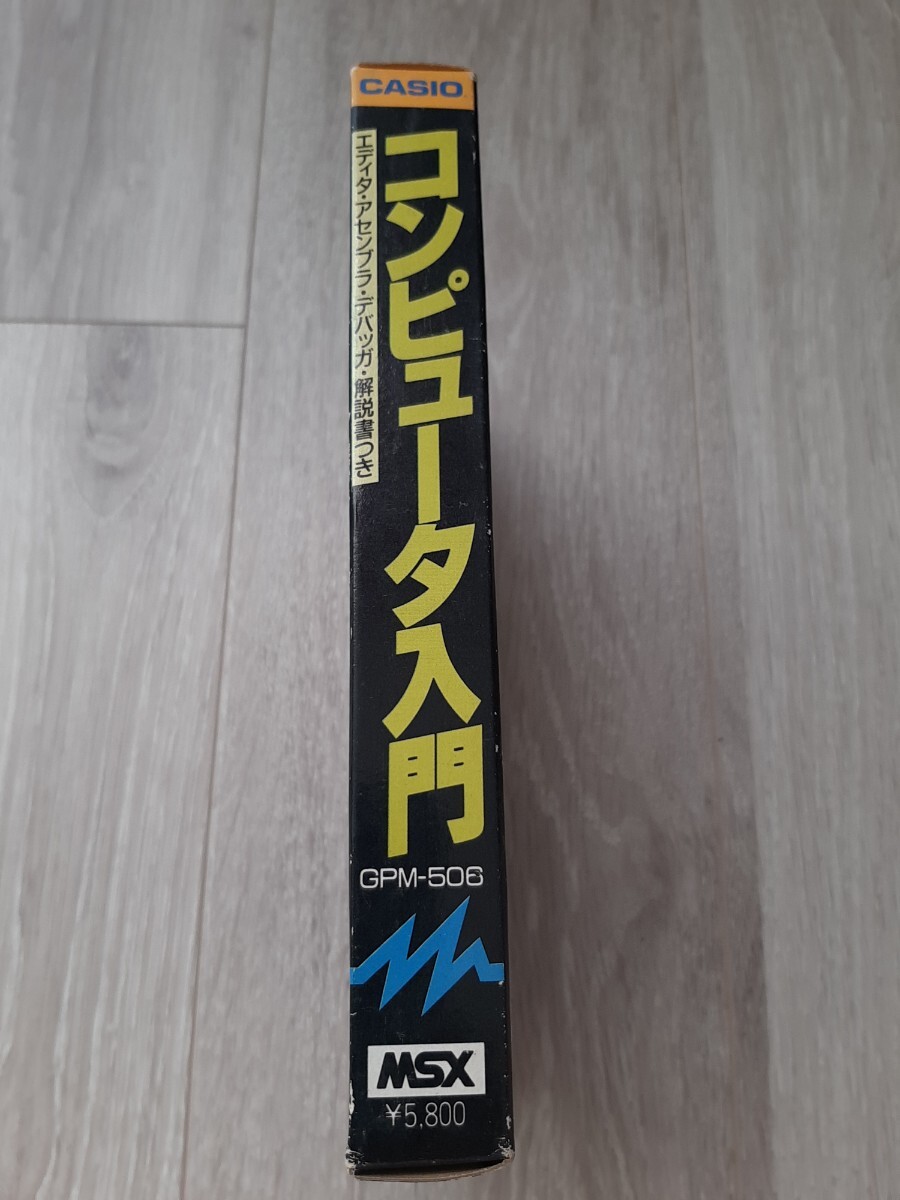 CASIO
コンピュータ入門
エディタ・アセンブラ・デバッガ・解説書つき
GPM-506
MSX
¥5,800